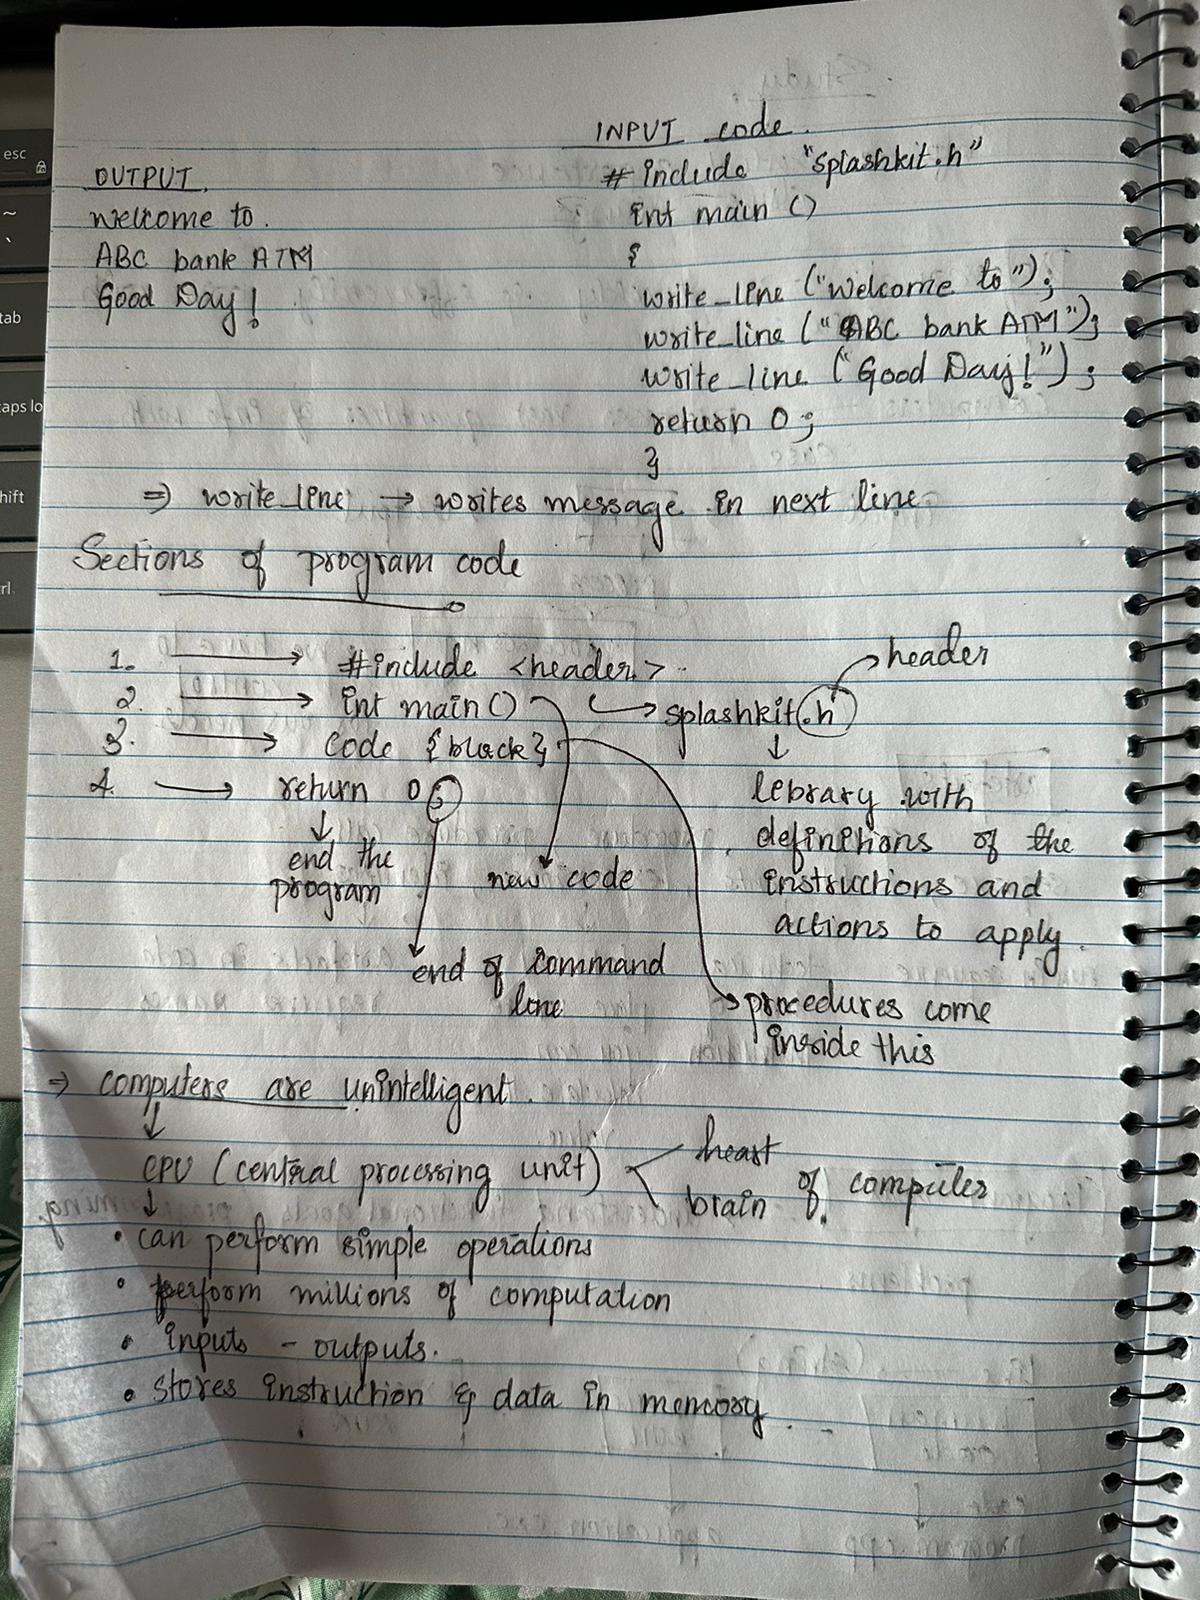 INPUT code.
# include "splashkit.h"
int main ()
{
write_line ("Welcome to");
write_line ("ABC bank ATM");
write_line ("Good Day!");
return 0;
}
OUTPUT.
Welcome to.
ABC bank ATM
Good Day!
⇒ write_line → writes message in next line
Sections of program code
1. → #include <header>
2. → int main ()
3. → code {block}
4. → return 0;
header
splashkit.h
library with
definitions of the
instructions and
actions to apply.
end the
program
new code
end of command
line
procedures come
inside this
⇒ computers are unintelligent.
CPU (central processing unit)
heart
brain
of computer
• can perform simple operations
• perform millions of computation
• inputs - outputs.
• stores instruction & data in memory.
esc
~
`
tab
caps lo
hift
rl